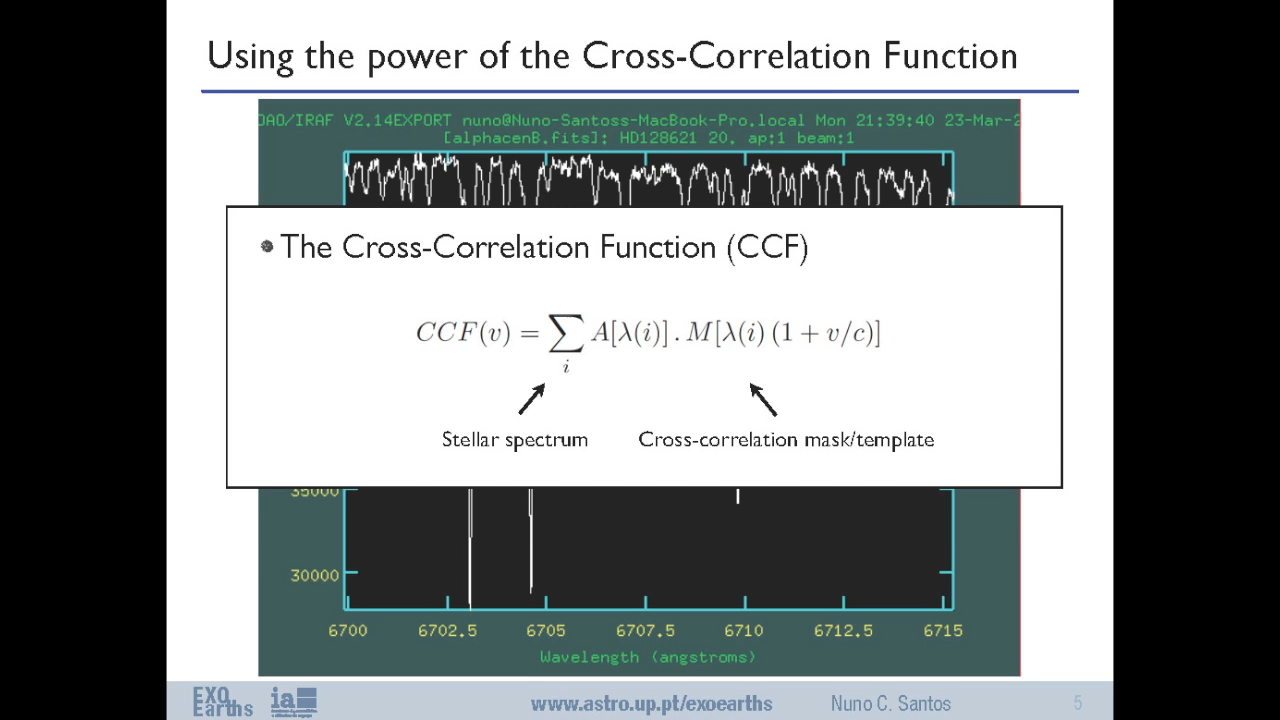 Using the power of the Cross-Correlation Function
OAO/IRAF V2.14EXPORT nuno@Nuno-Santoss-MacBook-Pro.local Mon 21:39:40 23-Mar-2
[alphacenB.fits]: HD128621 20. ap:1 beam:1
• The Cross-Correlation Function (CCF)
CCF(v) = ∑ i A[λ(i)] . M[λ(i) (1 + v/c)]
Stellar spectrum Cross-correlation mask/template
35000
30000
6700 6702.5 6705 6707.5 6710 6712.5 6715
Wavelength (angstroms)
EXO Earths ia www.astro.up.pt/exoearths Nuno C. Santos 5